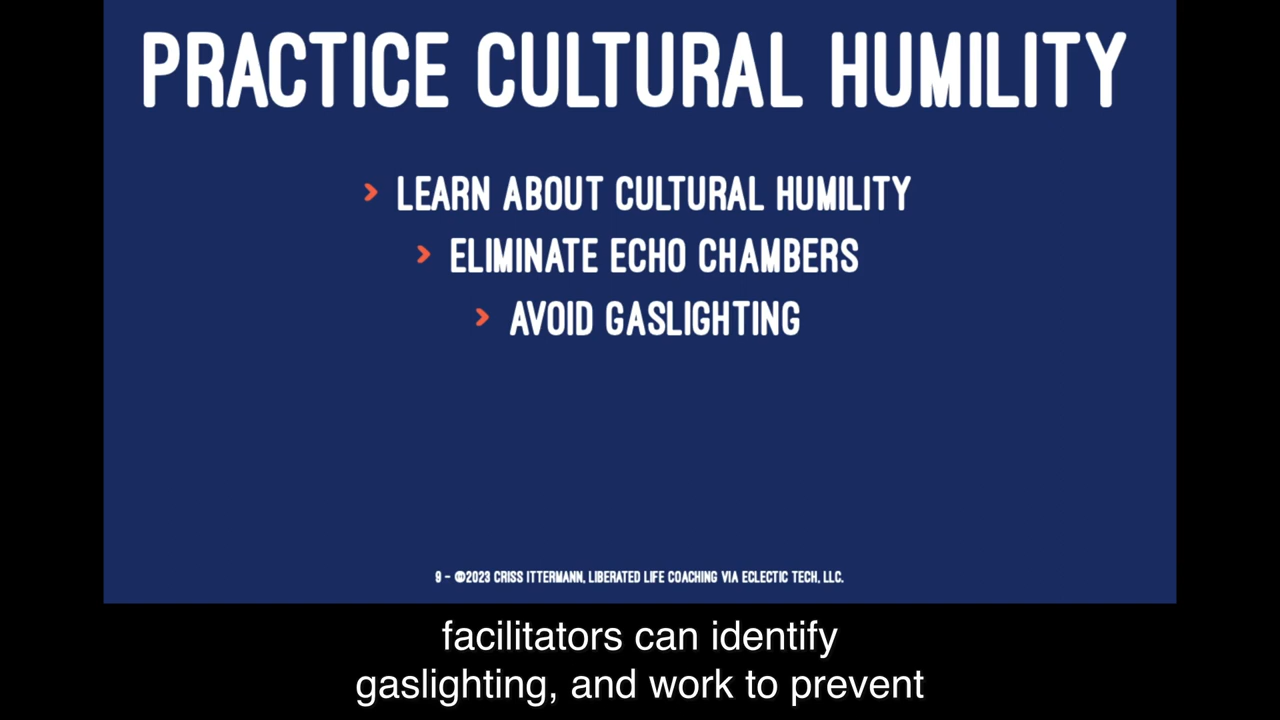 PRACTICE CULTURAL HUMILITY
> LEARN ABOUT CULTURAL HUMILITY
> ELIMINATE ECHO CHAMBERS
> AVOID GASLIGHTING
9 - ©2023 CRISS ITTERMANN, LIBERATED LIFE COACHING VIA ECLECTIC TECH, LLC.
facilitators can identify
gaslighting, and work to prevent